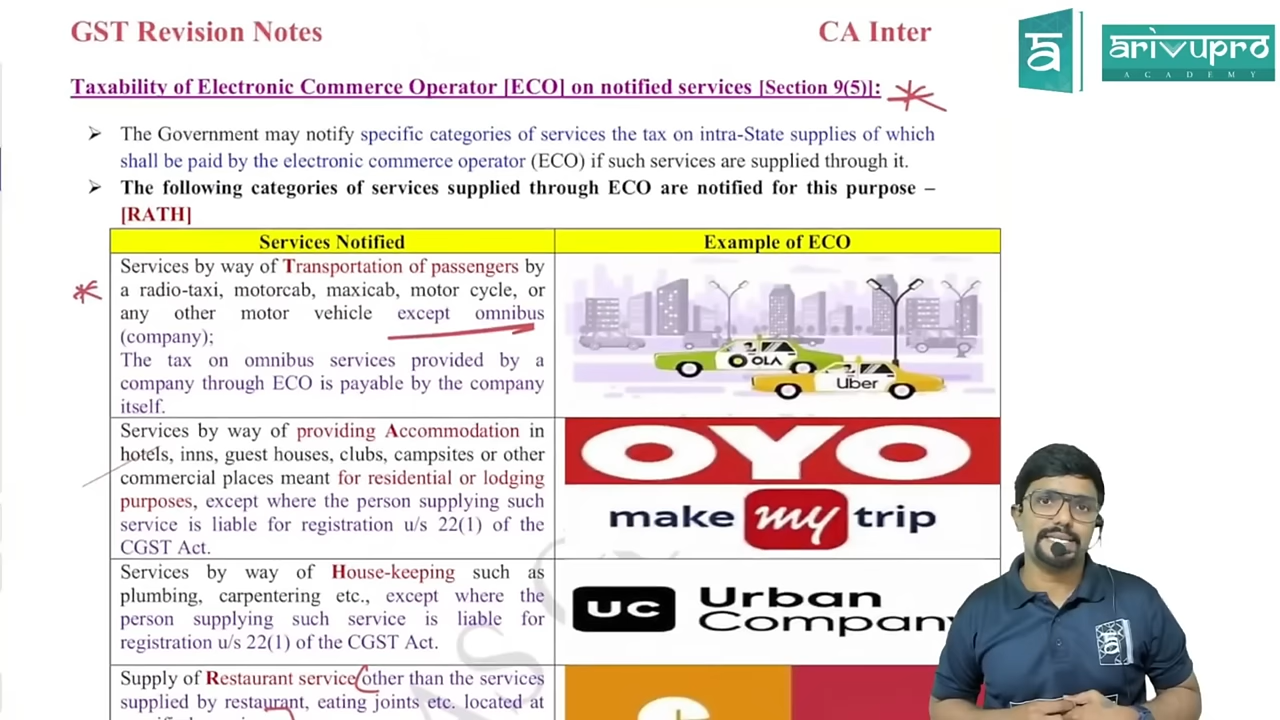 GST Revision Notes
CA Inter
arivupro
ACADEMY
Taxability of Electronic Commerce Operator [ECO] on notified services [Section 9(5)]:
➢ The Government may notify specific categories of services the tax on intra-State supplies of which
shall be paid by the electronic commerce operator (ECO) if such services are supplied through it.
➢ The following categories of services supplied through ECO are notified for this purpose –
[RATH]
Services Notified
Example of ECO
Services by way of Transportation of passengers by
a radio-taxi, motorcab, maxicab, motor cycle, or
any other motor vehicle except omnibus
(company);
The tax on omnibus services provided by a
company through ECO is payable by the company
itself.
OLA
Uber
Services by way of providing Accommodation in
hotels, inns, guest houses, clubs, campsites or other
commercial places meant for residential or lodging
purposes, except where the person supplying such
service is liable for registration u/s 22(1) of the
CGST Act.
OYO
make my trip
Services by way of House-keeping such as
plumbing, carpentering etc., except where the
person supplying such service is liable for
registration u/s 22(1) of the CGST Act.
UC Urban
Company
Supply of Restaurant service other than the services
supplied by restaurant, eating joints etc. located at